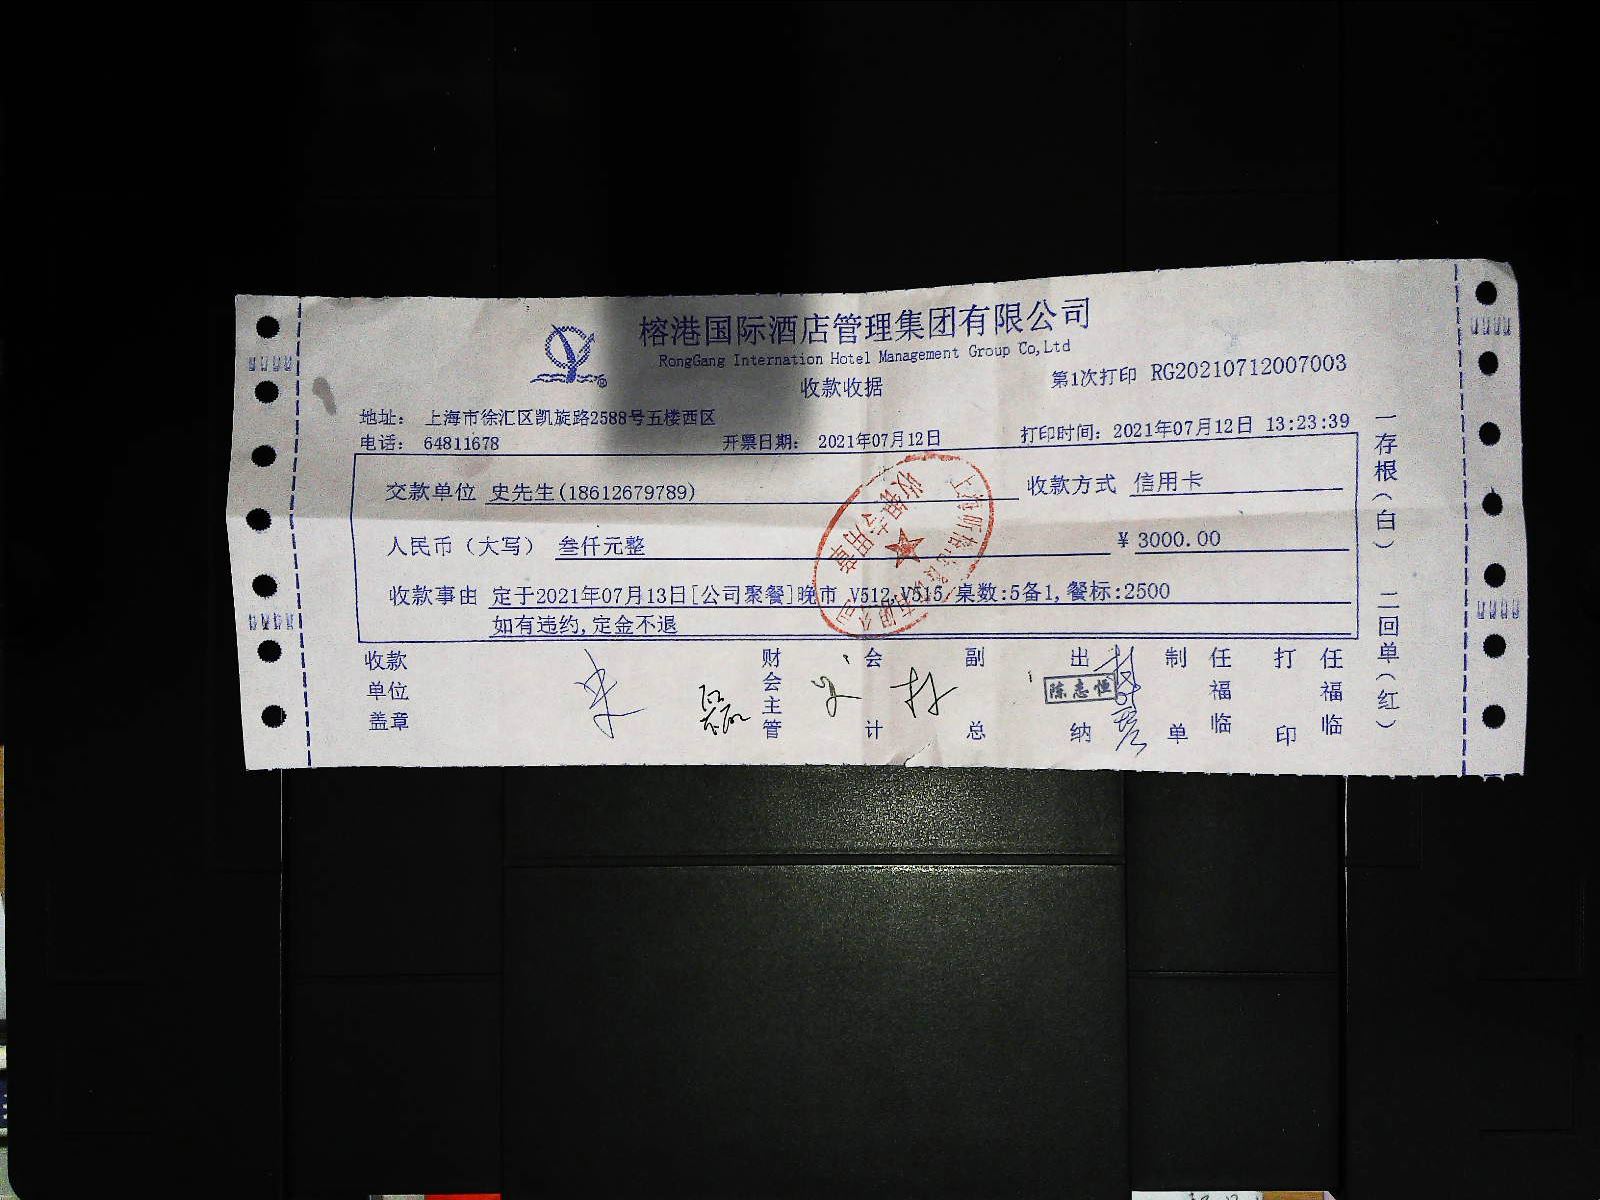 榕港国际酒店管理集团有限公司
RongGang Internation Hotel Management Group Co,Ltd
收款收据
第1次打印 RG20210712007003
地址： 上海市徐汇区凯旋路2588号五楼西区
电话： 64811678 开票日期： 2021年07月12日 打印时间：2021年07月12日 13:23:39
交款单位 史先生(18612679789) 收款方式 信用卡
人民币（大写） 叁仟元整 ￥3000.00
收款事由 定于2021年07月13日[公司聚餐]晚市 V512,V515,桌数:5备1,餐标:2500
如有违约,定金不退
收款单位盖章 财会主管 会计 副总 出纳 制单 任福临 打印 任福临
陈志恒
一存根（白） 二回单（红）